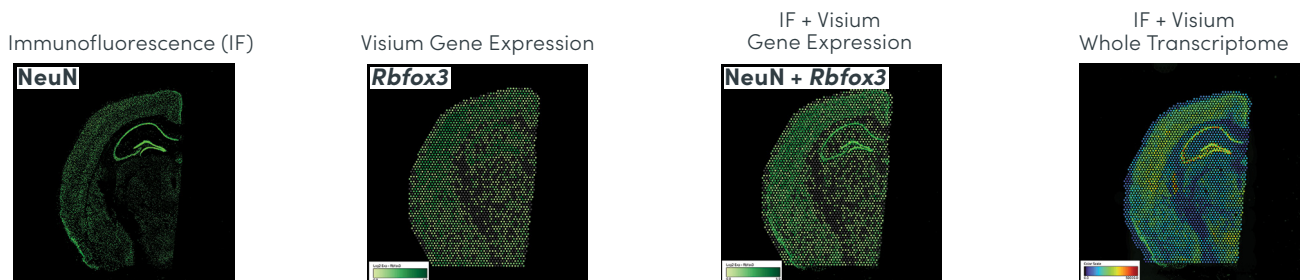 Immunofluorescence (IF)
Visium Gene Expression
IF + Visium
Gene Expression
IF + Visium
Whole Transcriptome
NeuN
Rbfox3
NeuN + Rbfox3